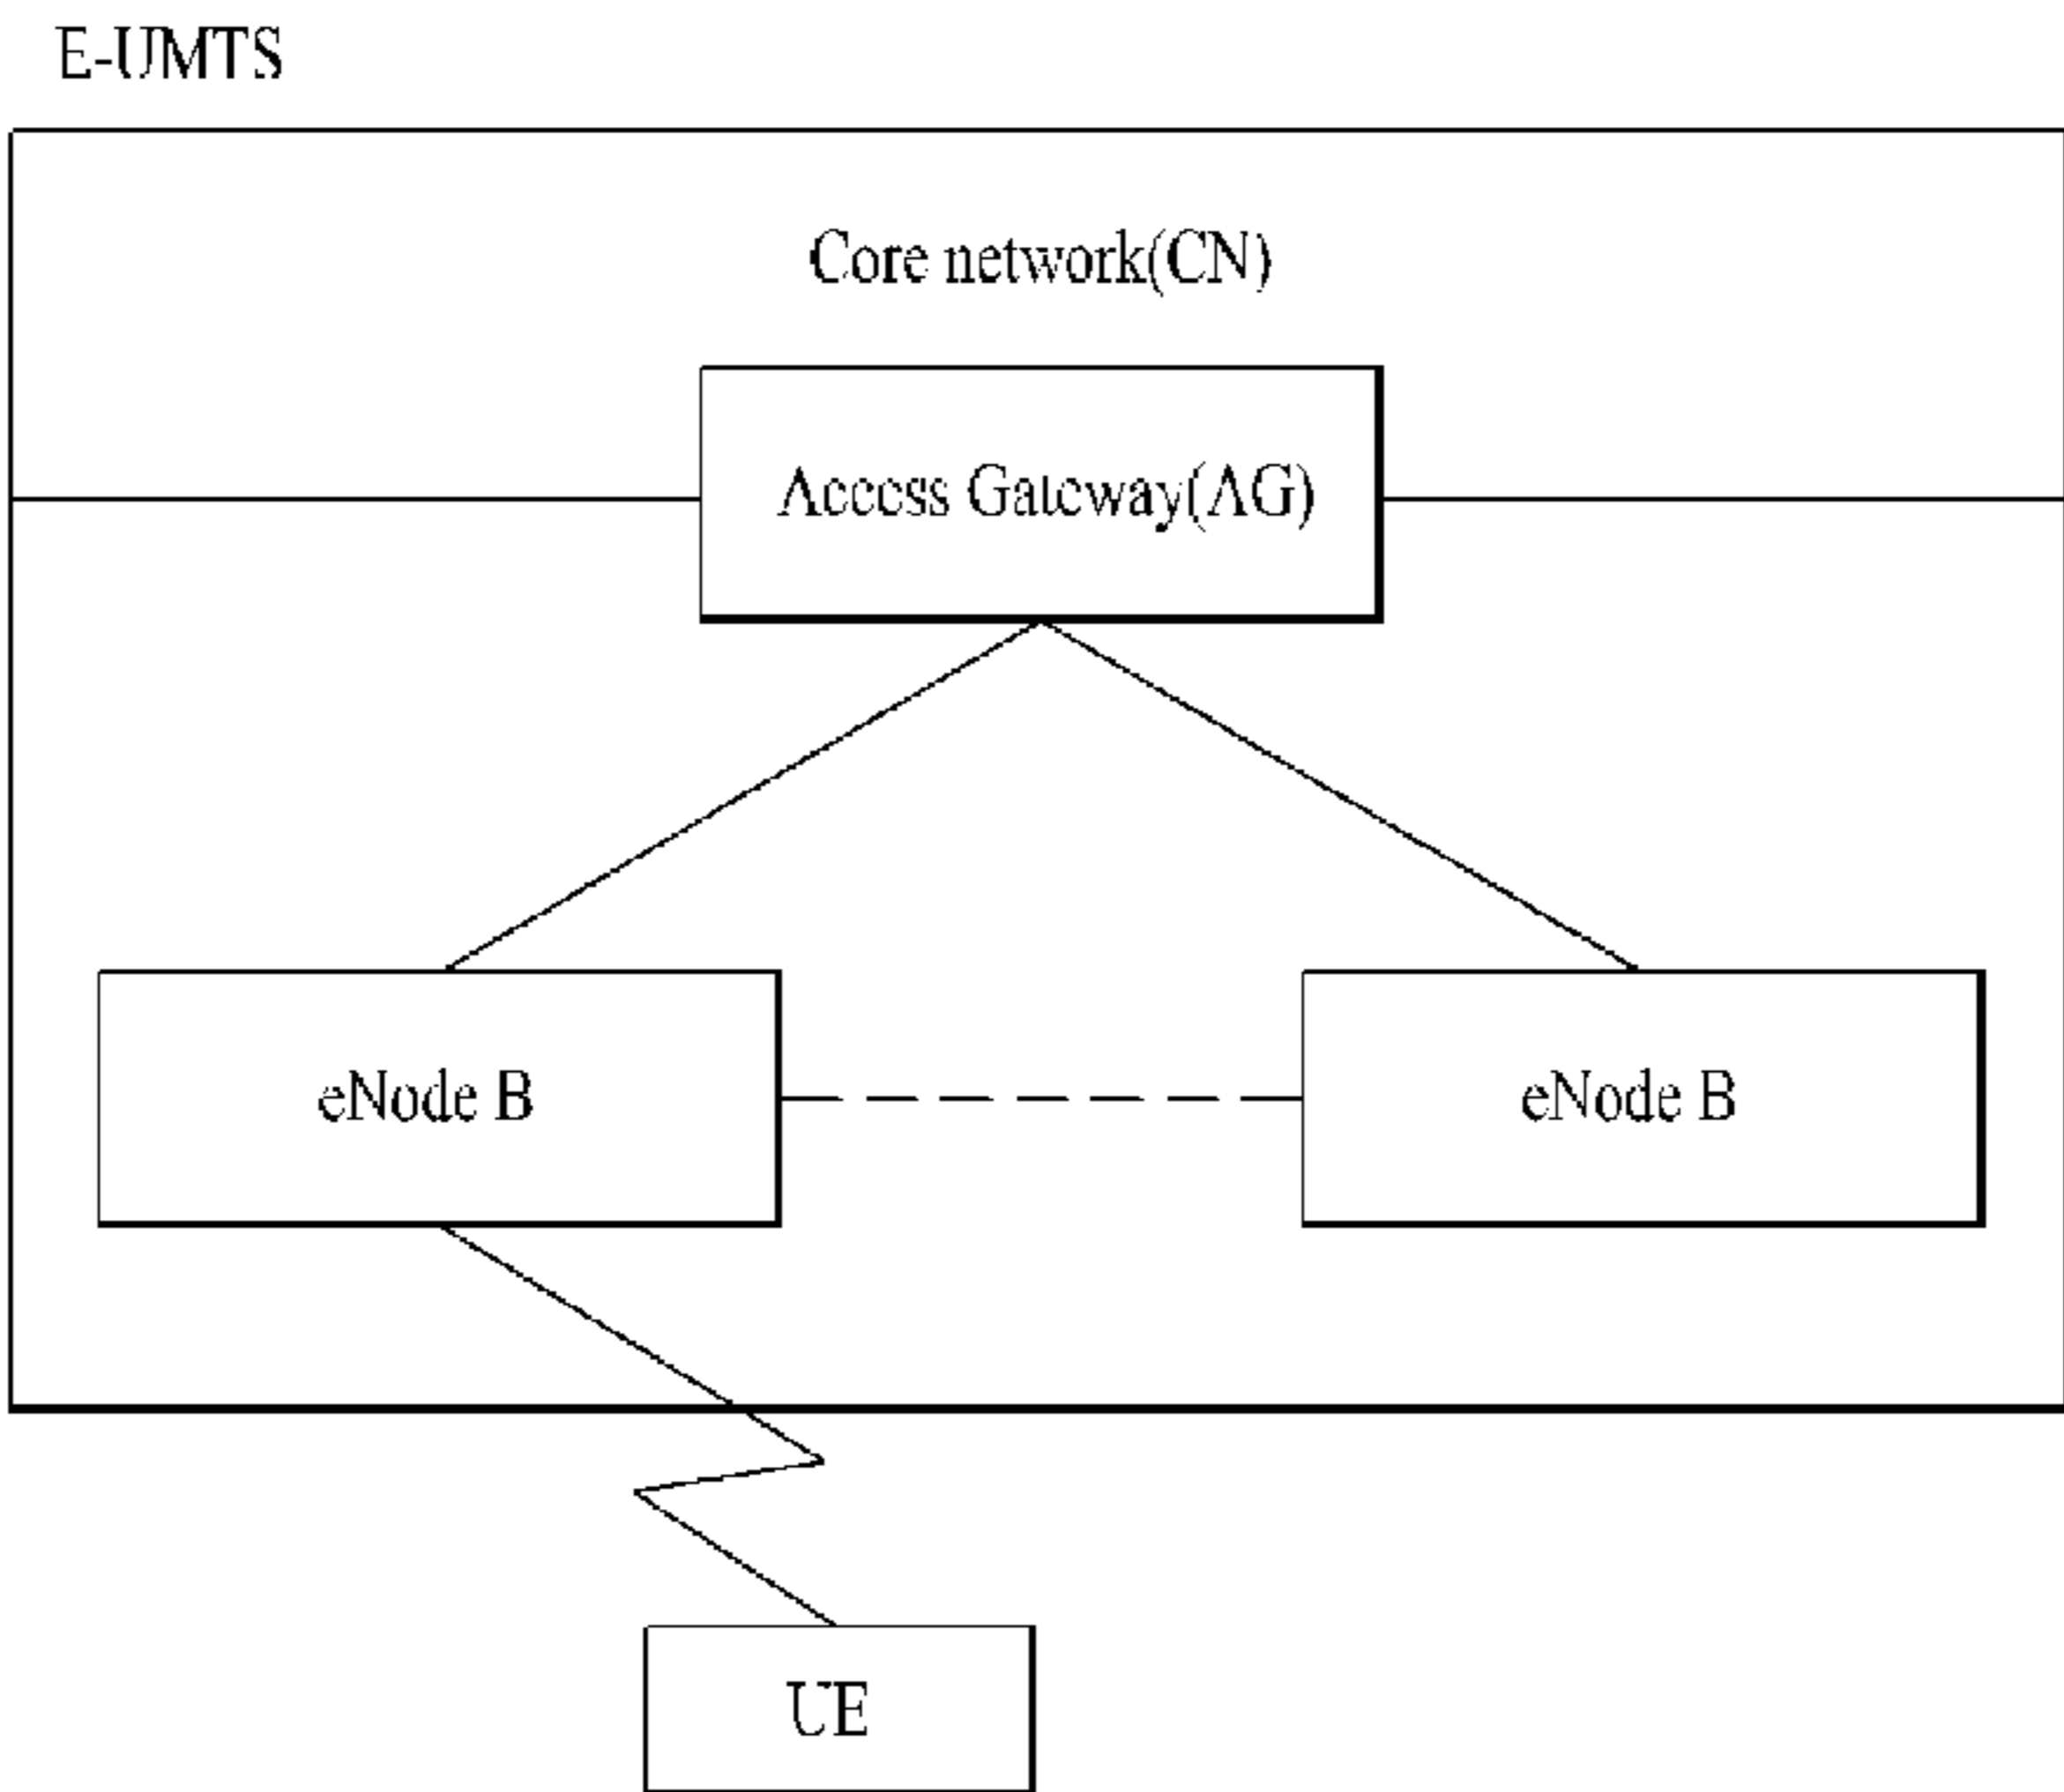 E-UMTS
Core network(CN)
Access Gateway(AG)
eNode B
eNode B
UE